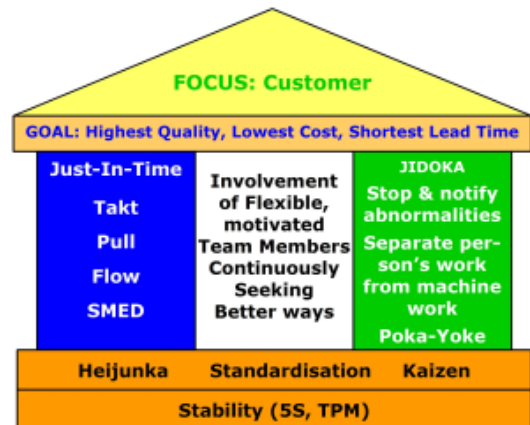 FOCUS: Customer
GOAL: Highest Quality, Lowest Cost, Shortest Lead Time
Just-In-Time
Takt
Pull
Flow
SMED
Involvement
of Flexible,
motivated
Team Members
Continuously
Seeking
Better ways
JIDOKA
Stop & notify
abnormalities
Separate per-
son's work
from machine
work
Poka-Yoke
Heijunka Standardisation Kaizen
Stability (5S, TPM)